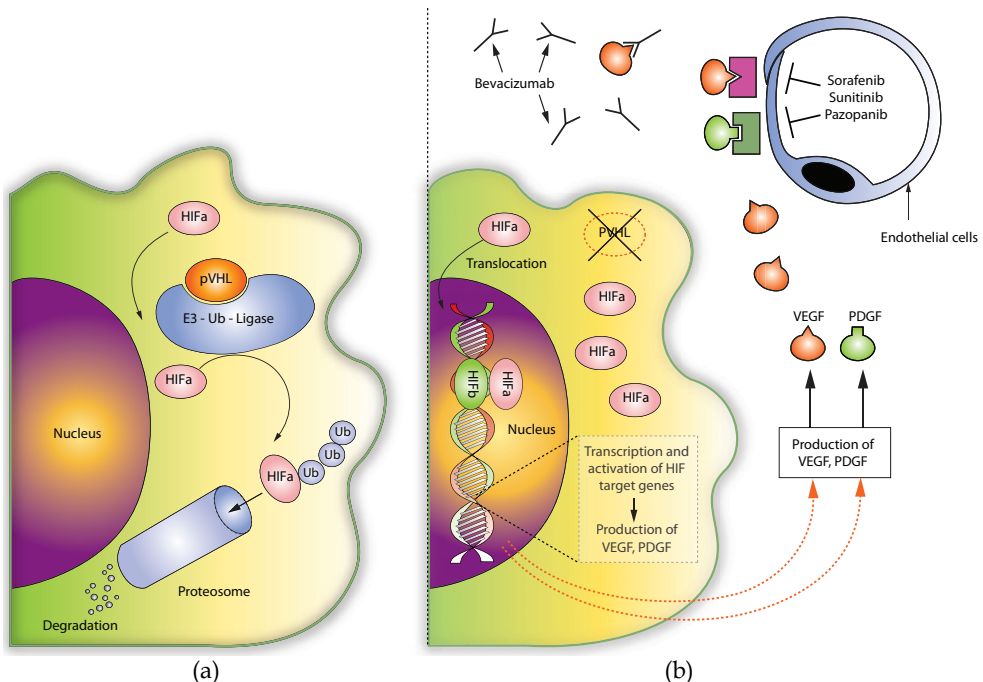 HIFa
pVHL
E3 - Ub - Ligase
HIFa
Nucleus
Ub
Ub
Ub
HIFa
Proteosome
Degradation
(a)
Bevacizumab
Sorafenib
Sunitinib
Pazopanib
Endothelial cells
HIFa
PVHL
Translocation
HIFa
VEGF
PDGF
HIFa
HIFb
HIFa
HIFa
Nucleus
Transcription and
activation of HIF
target genes
Production of
VEGF, PDGF
Production of
VEGF, PDGF
(b)